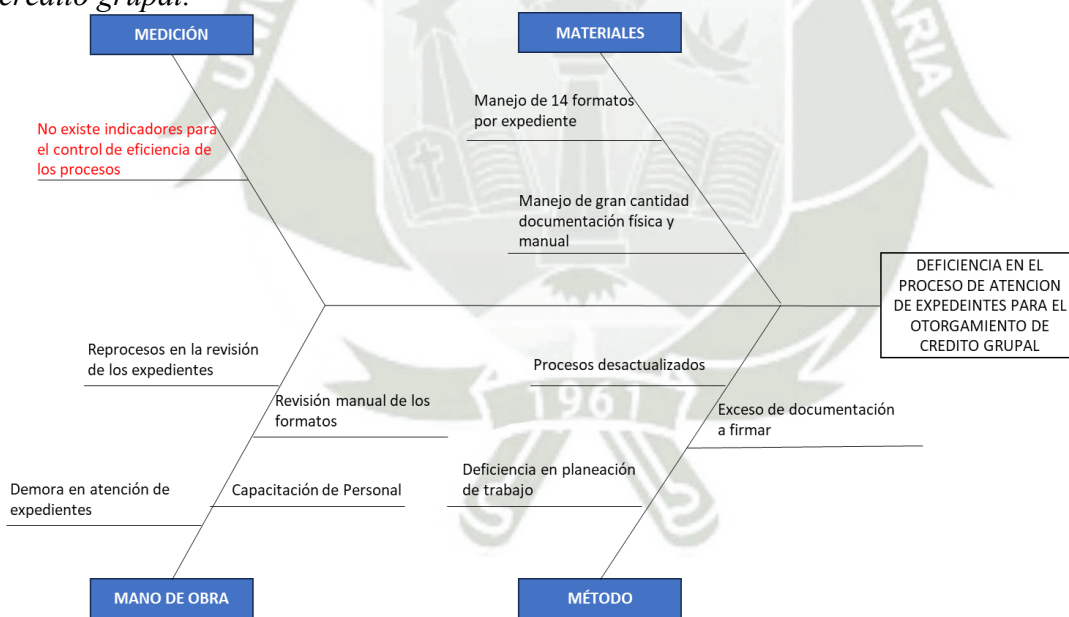 credito grupal.
MEDICIÓN
MATERIALES
No existe indicadores para
el control de eficiencia de
los procesos
Manejo de 14 formatos
por expediente
Manejo de gran cantidad
documentación física y
manual
DEFICIENCIA EN EL
PROCESO DE ATENCION
DE EXPEDEINTES PARA EL
OTORGAMIENTO DE
CREDITO GRUPAL
Reprocesos en la revisión
de los expedientes
Revisión manual de los
formatos
Demora en atención de
expedientes
Capacitación de Personal
Procesos desactualizados
Exceso de documentación
a firmar
Deficiencia en planeación
de trabajo
MANO DE OBRA
MÉTODO
UNI
ARIA
1961